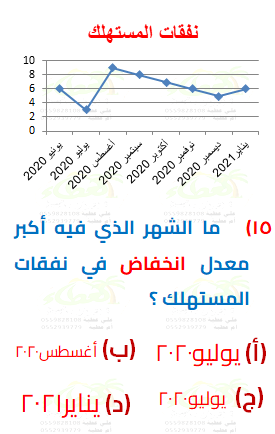 نفقات المستهلك
10
8
6
4
2
0
يونيو 2020
يوليو 2020
أغسطس 2020
سبتمبر 2020
أكتوبر 2020
نوفمبر 2020
ديسمبر 2020
يناير 2021
١٥) ما الشهر الذي فيه أكبر
معدل انخفاض في نفقات
المستهلك ؟
(أ) يوليو٢٠٢٠ (ب) أغسطس٢٠٢٠
(ج) يوليو٢٠٢٠ (د) يناير٢٠٢١